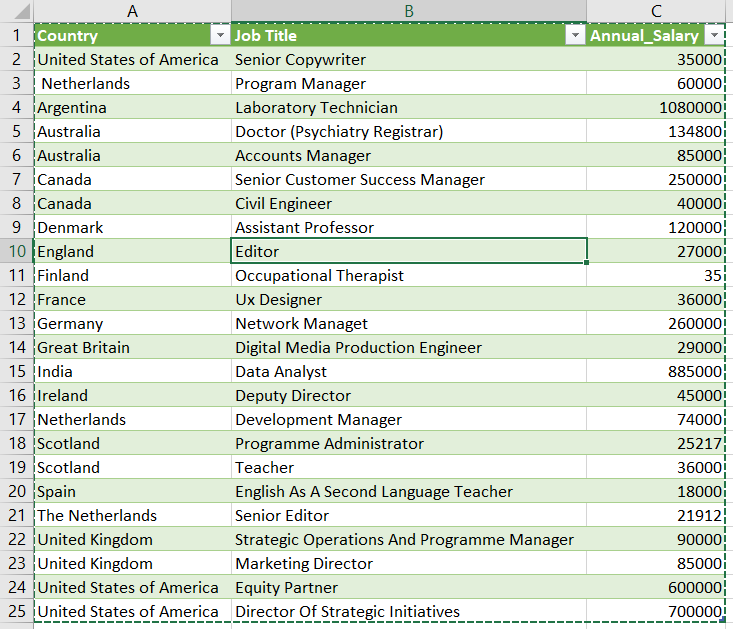 A B C
1 Country Job Title Annual_Salary
2 United States of America Senior Copywriter 35000
3 Netherlands Program Manager 60000
4 Argentina Laboratory Technician 1080000
5 Australia Doctor (Psychiatry Registrar) 134800
6 Australia Accounts Manager 85000
7 Canada Senior Customer Success Manager 250000
8 Canada Civil Engineer 40000
9 Denmark Assistant Professor 120000
10 England Editor 27000
11 Finland Occupational Therapist 35
12 France Ux Designer 36000
13 Germany Network Managet 260000
14 Great Britain Digital Media Production Engineer 29000
15 India Data Analyst 885000
16 Ireland Deputy Director 45000
17 Netherlands Development Manager 74000
18 Scotland Programme Administrator 25217
19 Scotland Teacher 36000
20 Spain English As A Second Language Teacher 18000
21 The Netherlands Senior Editor 21912
22 United Kingdom Strategic Operations And Programme Manager 90000
23 United Kingdom Marketing Director 85000
24 United States of America Equity Partner 600000
25 United States of America Director Of Strategic Initiatives 700000